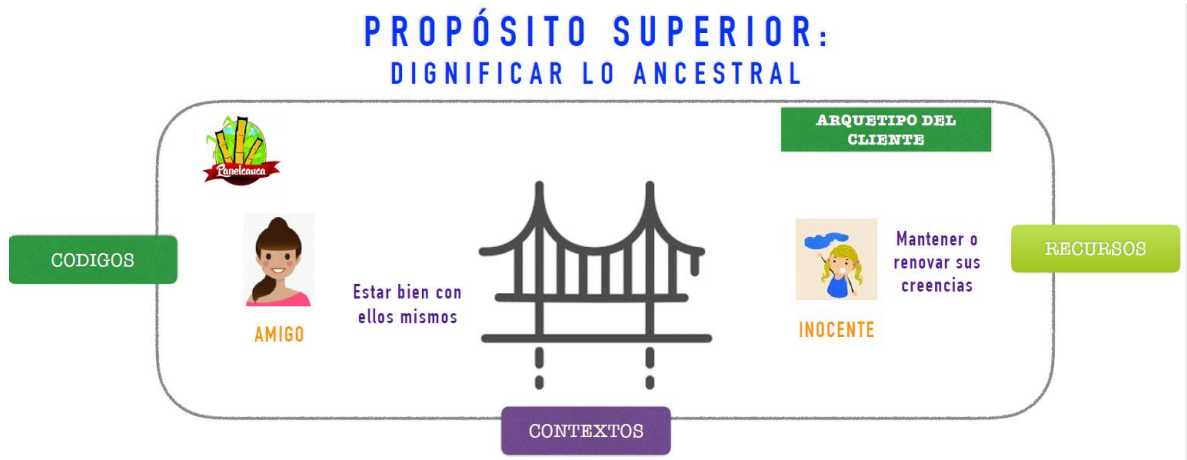 PROPÓSITO SUPERIOR:
DIGNIFICAR LO ANCESTRAL
ARQUETIPO DEL
CLIENTE
Panelcauca
CODIGOS
AMIGO
Estar bien con
ellos mismos
INOCENTE
Mantener o
renovar sus
creencias
RECURSOS
CONTEXTOS